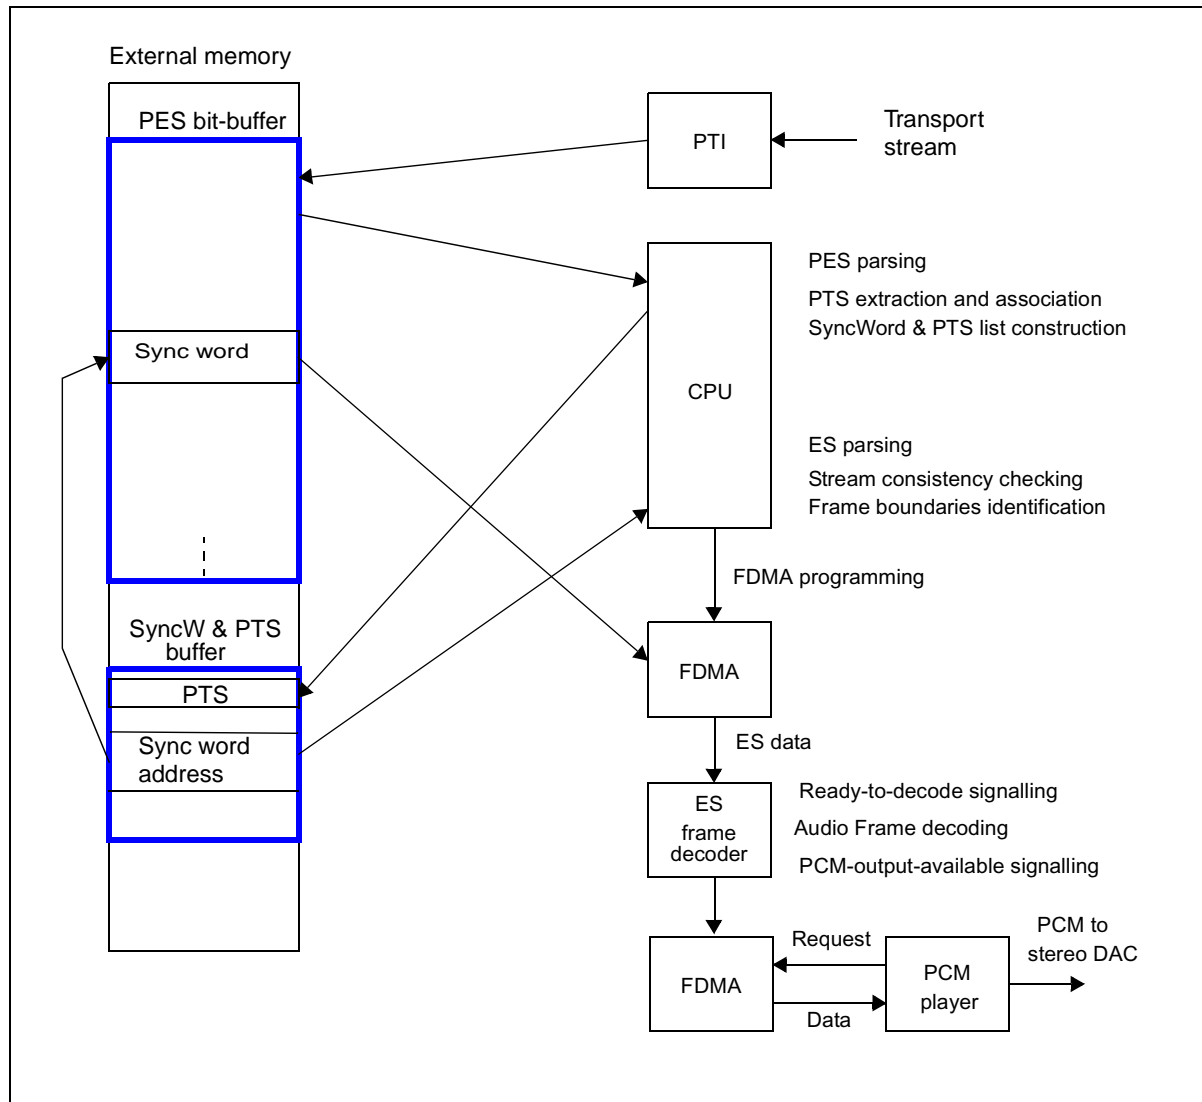 External memory
PES bit-buffer
Sync word
SyncW & PTS
buffer
PTS
Sync word
address
PTI
Transport
stream
CPU
PES parsing
PTS extraction and association
SyncWord & PTS list construction
ES parsing
Stream consistency checking
Frame boundaries identification
FDMA programming
FDMA
ES data
ES
frame
decoder
Ready-to-decode signalling
Audio Frame decoding
PCM-output-available signalling
FDMA
Request
Data
PCM
player
PCM to
stereo DAC